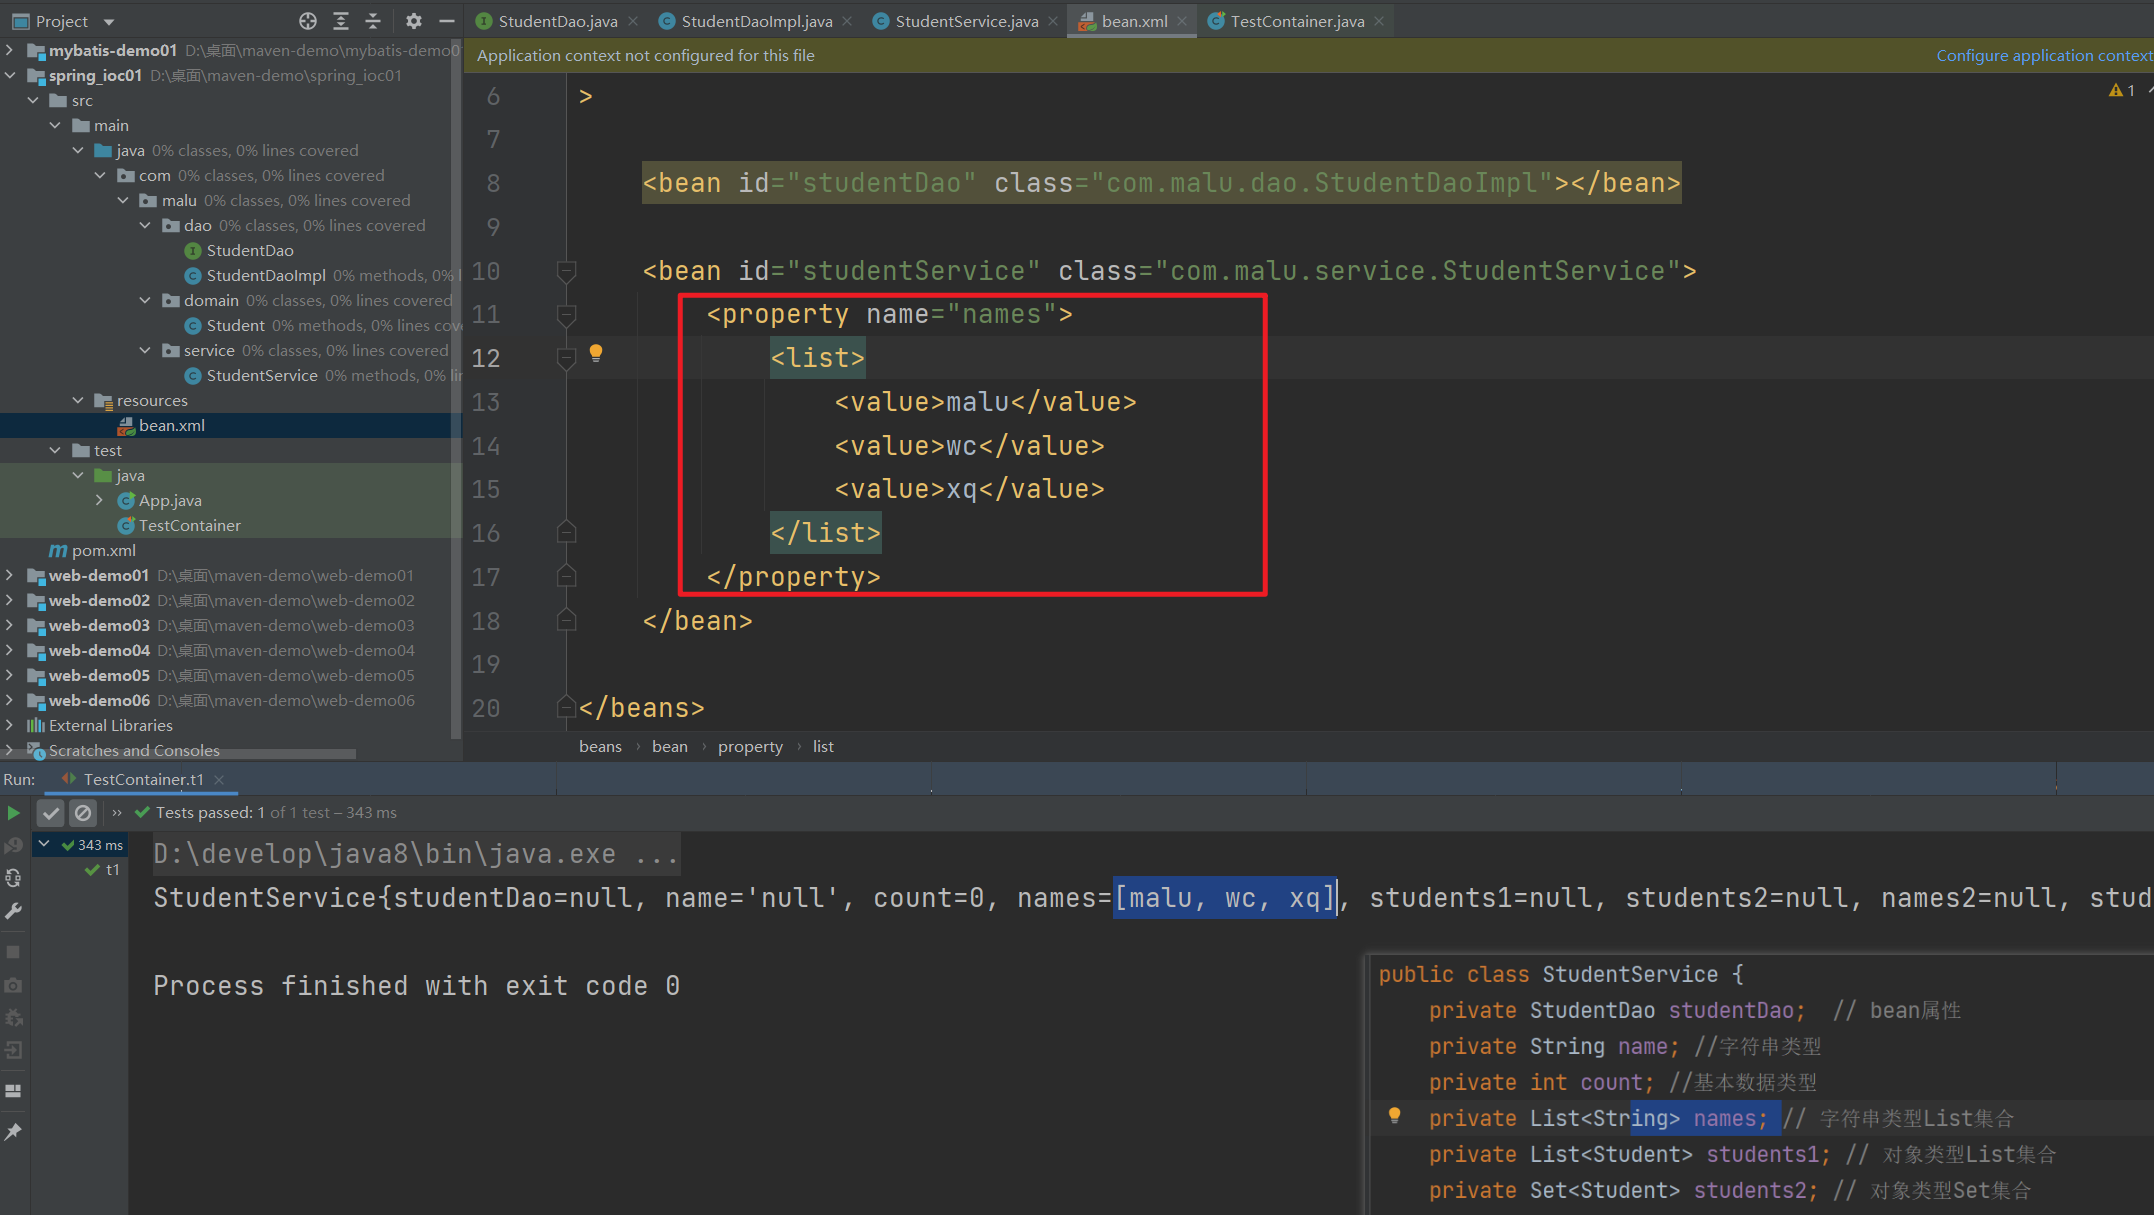 Project
StudentDao.java
StudentDaoImpl.java
StudentService.java
bean.xml
TestContainer.java
mybatis-demo01 D:\桌面\maven-demo\mybatis-demo0
spring_ioc01 D:\桌面\maven-demo\spring_ioc01
src
main
java 0% classes, 0% lines covered
com 0% classes, 0% lines covered
malu 0% classes, 0% lines covered
dao 0% classes, 0% lines covered
StudentDao
StudentDaoImpl 0% methods, 0% l
domain 0% classes, 0% lines covered
Student 0% methods, 0% lines cov
service 0% classes, 0% lines covered
StudentService 0% methods, 0% lin
resources
bean.xml
test
java
App.java
TestContainer
pom.xml
web-demo01 D:\桌面\maven-demo\web-demo01
web-demo02 D:\桌面\maven-demo\web-demo02
web-demo03 D:\桌面\maven-demo\web-demo03
web-demo04 D:\桌面\maven-demo\web-demo04
web-demo05 D:\桌面\maven-demo\web-demo05
web-demo06 D:\桌面\maven-demo\web-demo06
External Libraries
Scratches and Consoles
Application context not configured for this file
Configure application context
1
6 >
7
8 <bean id="studentDao" class="com.malu.dao.StudentDaoImpl"></bean>
9
10 <bean id="studentService" class="com.malu.service.StudentService">
11 <property name="names">
12 <list>
13 <value>malu</value>
14 <value>wc</value>
15 <value>xq</value>
16 </list>
17 </property>
18 </bean>
19
20 </beans>
beans › bean › property › list
Run: TestContainer.t1
» Tests passed: 1 of 1 test – 343 ms
343 ms
t1
D:\develop\java8\bin\java.exe ...
StudentService{studentDao=null, name='null', count=0, names=[malu, wc, xq], students1=null, students2=null, names2=null, stud
Process finished with exit code 0
public class StudentService {
private StudentDao studentDao; // bean属性
private String name; //字符串类型
private int count; //基本数据类型
private List<String> names; // 字符串类型List集合
private List<Student> students1; // 对象类型List集合
private Set<Student> students2; // 对象类型Set集合